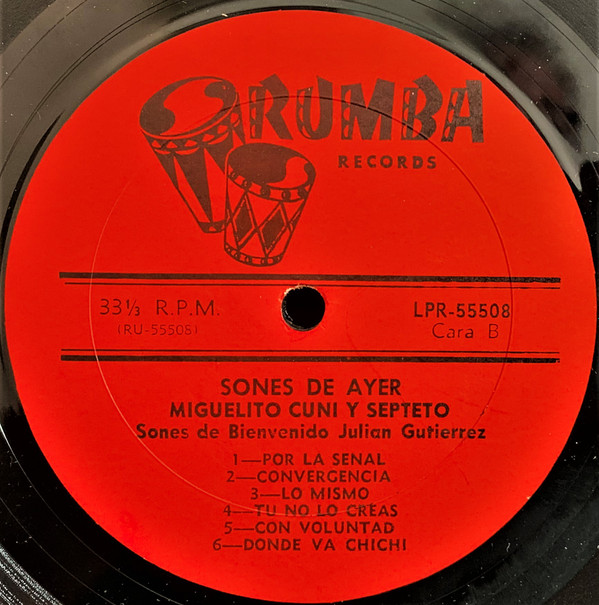 RUMBA
RECORDS
33⅓ R.P.M.
(RU-55508)
LPR-55508
Cara B
SONES DE AYER
MIGUELITO CUNI Y SEPTETO
Sones de Bienvenido Julian Gutierrez
1—POR LA SENAL
2—CONVERGENCIA
3—LO MISMO
4—TU NO LO CREAS
5—CON VOLUNTAD
6—DONDE VA CHICHI